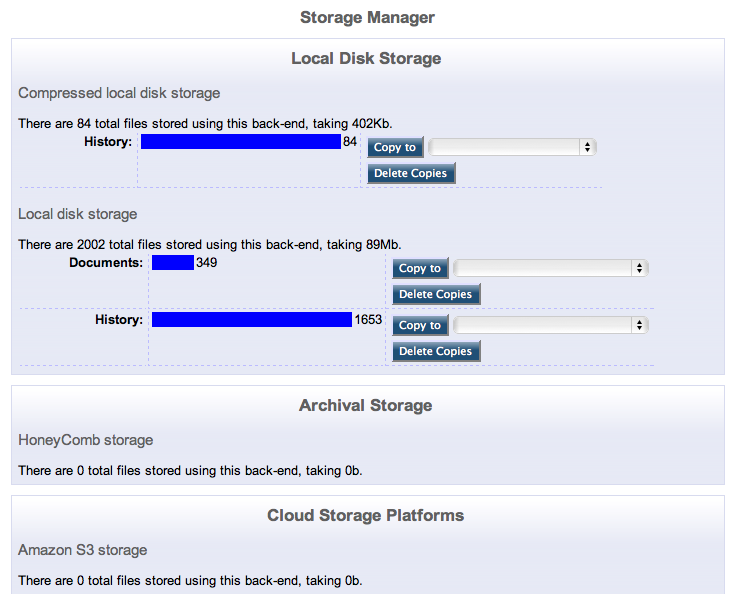 Storage Manager
Local Disk Storage
Compressed local disk storage
There are 84 total files stored using this back-end, taking 402Kb.
History: 84 Copy to
Delete Copies
Local disk storage
There are 2002 total files stored using this back-end, taking 89Mb.
Documents: 349 Copy to
Delete Copies
History: 1653 Copy to
Delete Copies
Archival Storage
HoneyComb storage
There are 0 total files stored using this back-end, taking 0b.
Cloud Storage Platforms
Amazon S3 storage
There are 0 total files stored using this back-end, taking 0b.